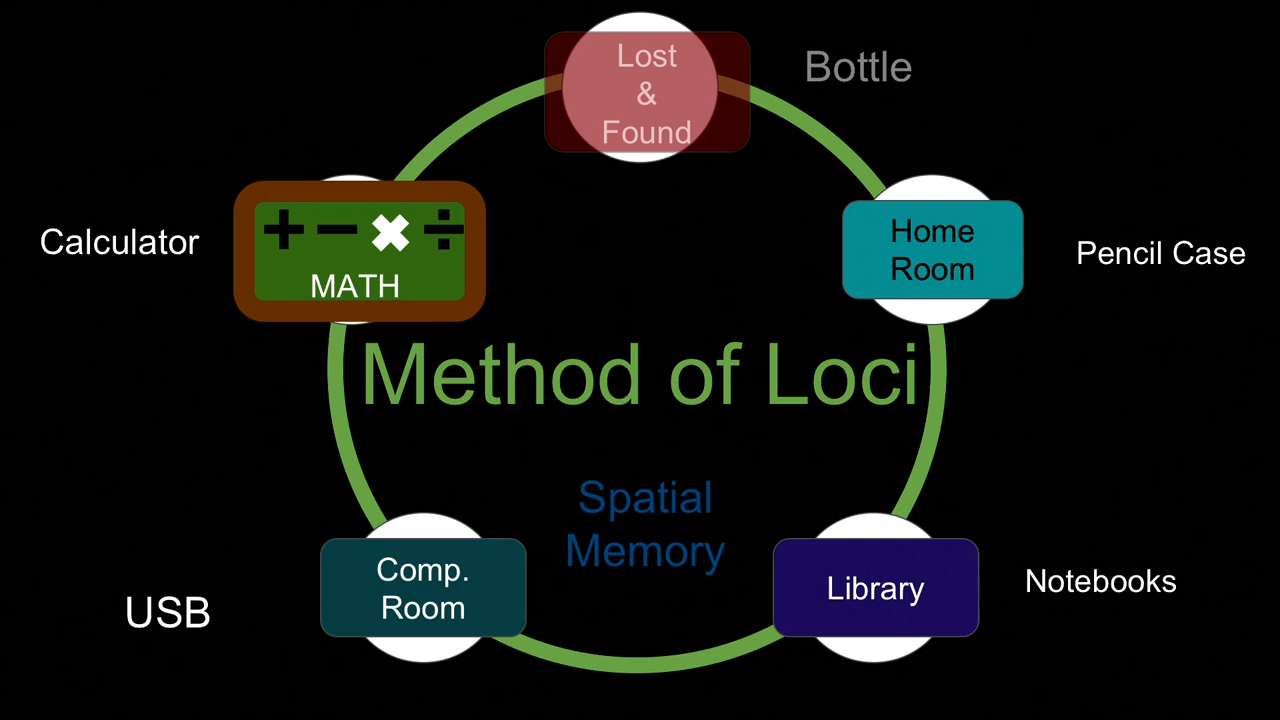 Lost
&
Found
Bottle
Home
Room
Pencil Case
Calculator
+ − × ÷
MATH
Method of Loci
Spatial
Memory
Comp.
Room
USB
Library
Notebooks